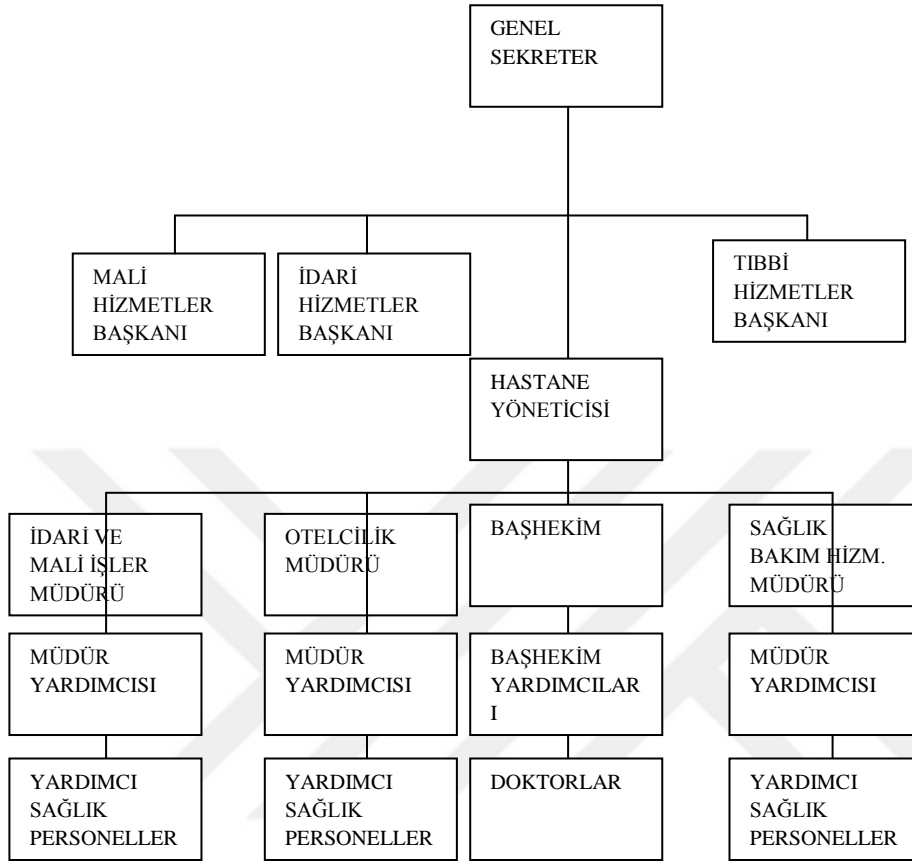 GENEL
SEKRETER
MALİ
HİZMETLER
BAŞKANI
İDARİ
HİZMETLER
BAŞKANI
TIBBİ
HİZMETLER
BAŞKANI
HASTANE
YÖNETİCİSİ
İDARİ VE
MALİ İŞLER
MÜDÜRÜ
OTELCİLİK
MÜDÜRÜ
BAŞHEKİM
SAĞLIK
BAKIM HİZM.
MÜDÜRÜ
MÜDÜR
YARDIMCISI
MÜDÜR
YARDIMCISI
BAŞHEKİM
YARDIMCILAR
I
MÜDÜR
YARDIMCISI
YARDIMCI
SAĞLIK
PERSONELLER
YARDIMCI
SAĞLIK
PERSONELLER
DOKTORLAR
YARDIMCI
SAĞLIK
PERSONELLER